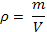 ρ = m/V